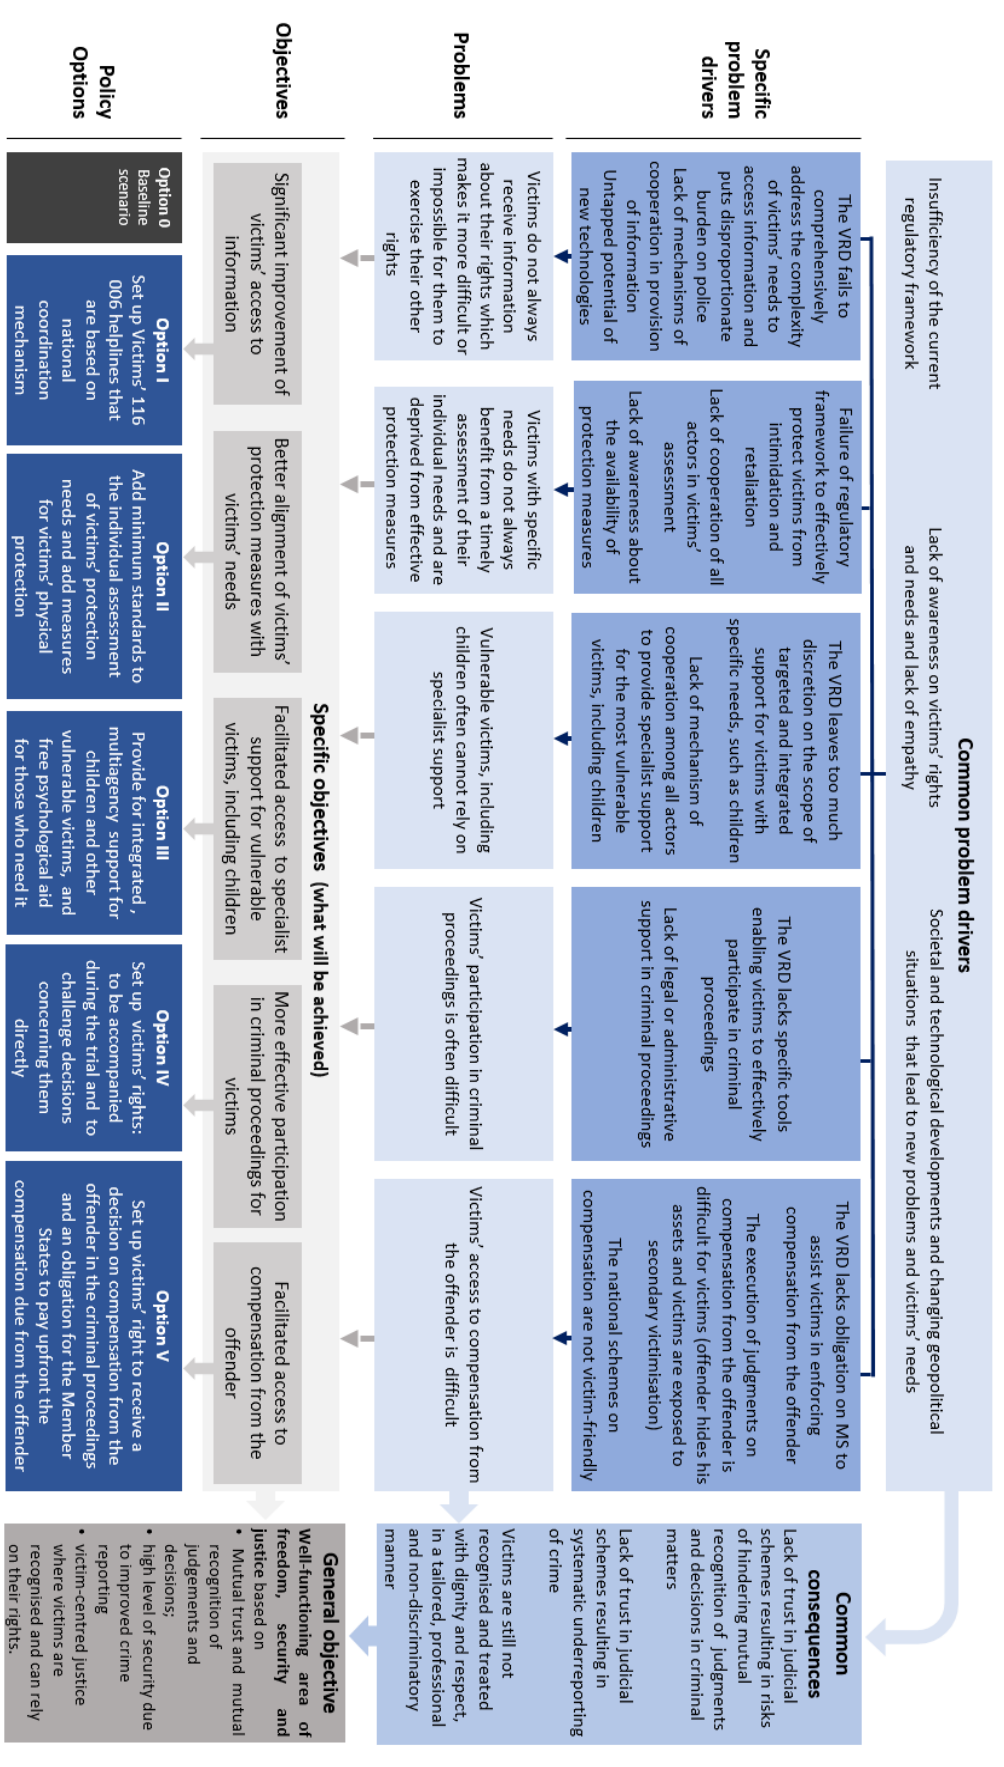 Common problem drivers
Insufficiency of the current
regulatory framework
Lack of awareness on victims' rights
and needs and lack of empathy
Societal and technological developments and changing geopolitical
situations that lead to new problems and victims' needs
Specific
problem
drivers
The VRD fails to
comprehensively
address the complexity
of victims' needs to
access information and
puts disproportionate
burden on police
Lack of mechanisms of
cooperation in provision
of information
Untapped potential of
new technologies
Failure of regulatory
framework to effectively
protect victims from
intimidation and
retaliation
Lack of cooperation of all
actors in victims'
assessment
Lack of awareness about
the availability of
protection measures
The VRD leaves too much
discretion on the scope of
targeted and integrated
support for victims with
specific needs, such as children
Lack of mechanism of
cooperation among all actors
to provide specialist support
for the most vulnerable
victims, including children
The VRD lacks specific tools
enabling victims to effectively
participate in criminal
proceedings
Lack of legal or administrative
support in criminal proceedings
The VRD lacks obligation on MS to
assist victims in enforcing
compensation from the offender
The execution of judgments on
compensation from the offender is
difficult for victims (offender hides his
assets and victims are exposed to
secondary victimisation)
The national schemes on
compensation are not victim-friendly
Common
consequences
Lack of trust in judicial
schemes resulting in risks
of hindering mutual
recognition of judgments
and decisions in criminal
matters
Lack of trust in judicial
schemes resulting in
systematic underreporting
of crime
Victims are still not
recognised and treated
with dignity and respect,
in a tailored, professional
and non-discriminatory
manner
Problems
Victims do not always
receive information
about their rights which
makes it more difficult or
impossible for them to
exercise their other
rights
Victims with specific
needs do not always
benefit from a timely
assessment of their
individual needs and are
deprived from effective
protection measures
Vulnerable victims, including
children often cannot rely on
specialist support
Victims' participation in criminal
proceedings is often difficult
Victims' access to compensation from
the offender is difficult
Objectives
Specific objectives (what will be achieved)
Significant improvement of
victims' access to
information
Better alignment of victims'
protection measures with
victims' needs
Facilitated access to specialist
support for vulnerable
victims, including children
More effective participation
in criminal proceedings for
victims
Facilitated access to
compensation from the
offender
General objective
Well-functioning area of
freedom, security and
justice based on
• Mutual trust and mutual
recognition of
judgements and
decisions;
• high level of security due
to improved crime
reporting
• victim-centred justice
where victims are
recognised and can rely
on their rights.
Policy
Options
Option 0
Baseline
scenario
Option I
Set up Victims' 116
006 helplines that
are based on
national
coordination
mechanism
Option II
Add minimum standards to
the individual assessment
of victims' protection
needs and add measures
for victims' physical
protection
Option III
Provide for integrated ,
multiagency support for
children and other
vulnerable victims, and
free psychological aid
for those who need it
Option IV
Set up victims' rights:
to be accompanied
during the trial and to
challenge decisions
concerning them
directly
Option V
Set up victims' right to receive a
decision on compensation from the
offender in the criminal proceedings
and an obligation for the Member
States to pay upfront the
compensation due from the offender